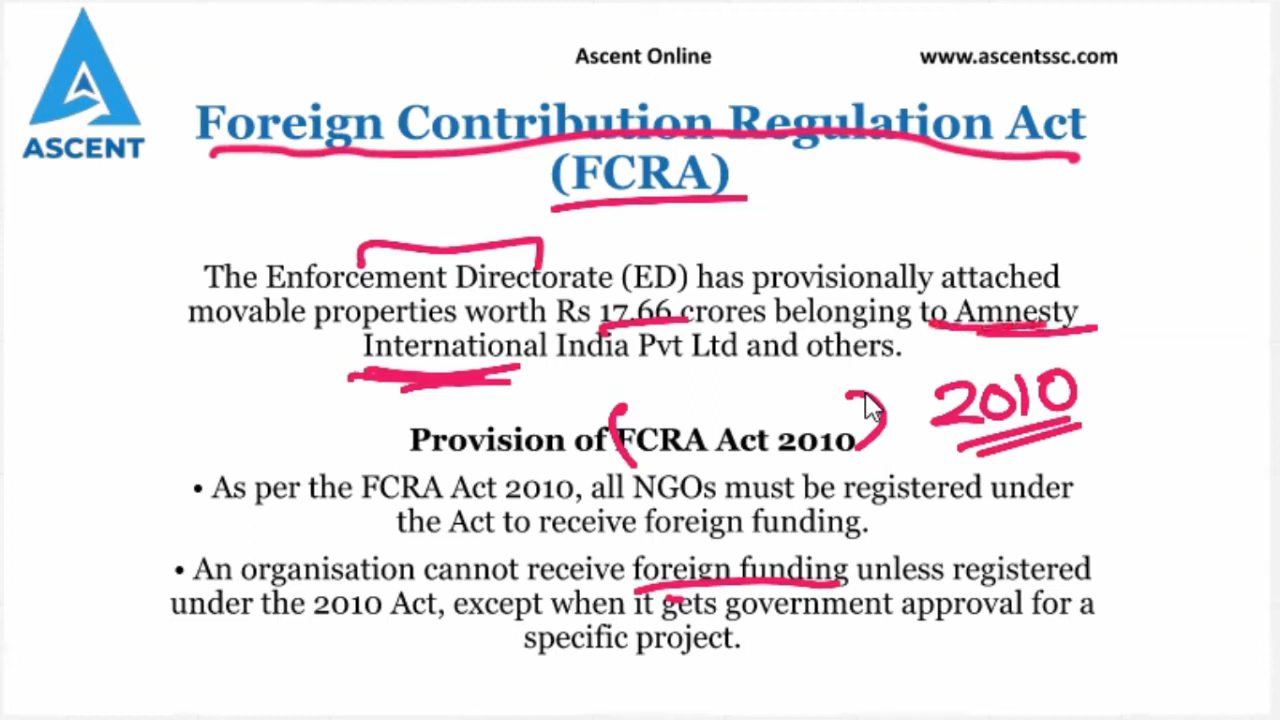 Ascent Online www.ascentssc.com
ASCENT
Foreign Contribution Regulation Act
(FCRA)
The Enforcement Directorate (ED) has provisionally attached
movable properties worth Rs 17.66 crores belonging to Amnesty
International India Pvt Ltd and others.
2010
Provision of FCRA Act 2010
• As per the FCRA Act 2010, all NGOs must be registered under
the Act to receive foreign funding.
• An organisation cannot receive foreign funding unless registered
under the 2010 Act, except when it gets government approval for a
specific project.